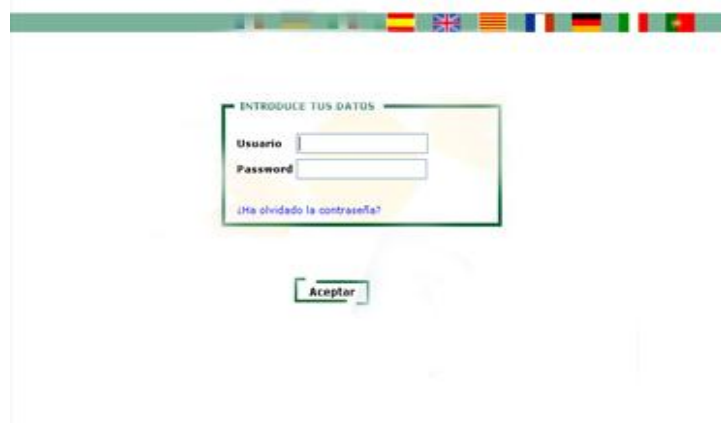 INTRODUCE TUS DATOS
Usuario
Password
¿Ha olvidado la contraseña?
Aceptar